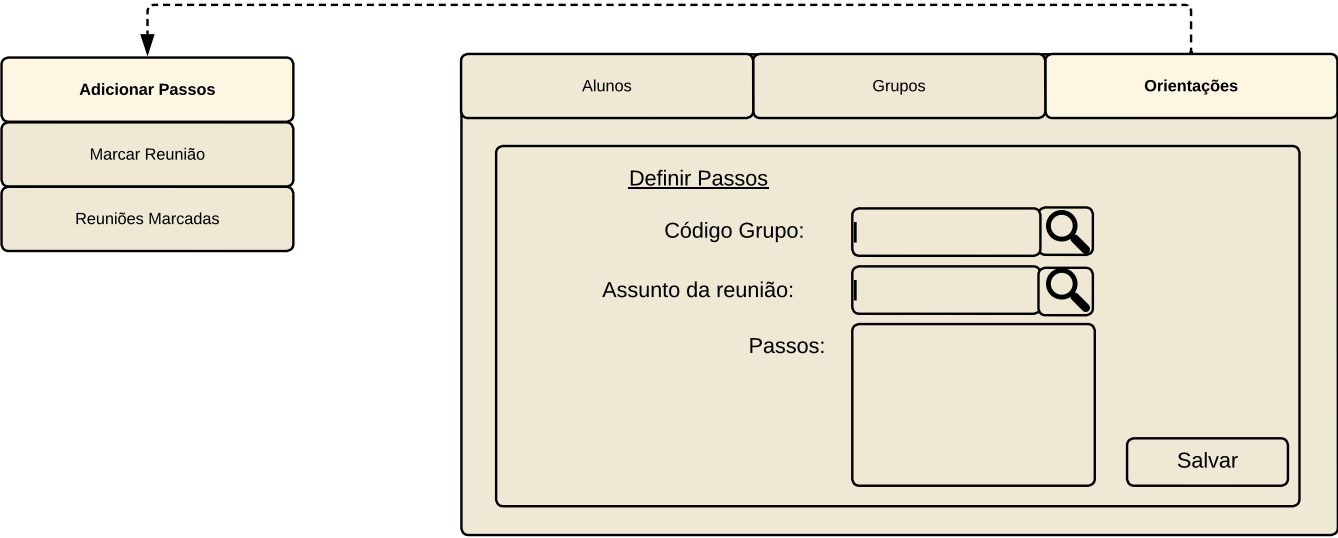 Adicionar Passos
Marcar Reunião
Reuniões Marcadas
Alunos
Grupos
Orientações
Definir Passos
Código Grupo:
Assunto da reunião:
Passos:
Salvar